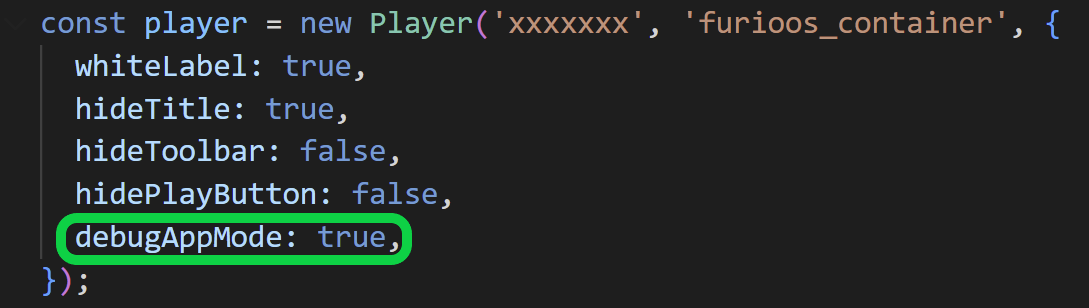 const player = new Player('xxxxxxx', 'furioos_container', {
  whiteLabel: true,
  hideTitle: true,
  hideToolbar: false,
  hidePlayButton: false,
  debugAppMode: true,
});